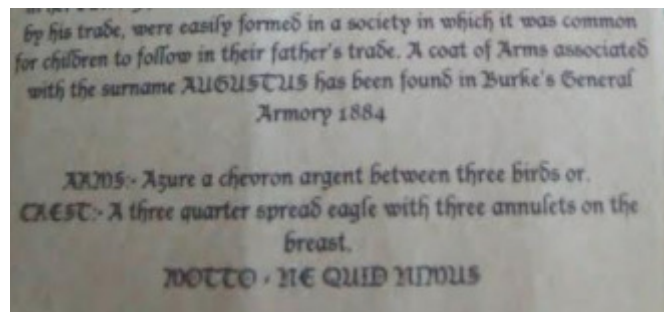 by his trade, were easily formed in a society in which it was common
for children to follow in their father's trade. A coat of Arms associated
with the surname AUGUSTUS has been found in Burke's General
Armory 1884
ARMS:- Azure a chevron argent between three birds or.
CREST:- A three quarter spread eagle with three annulets on the
breast.
MOTTO - NE QUID NIMUS